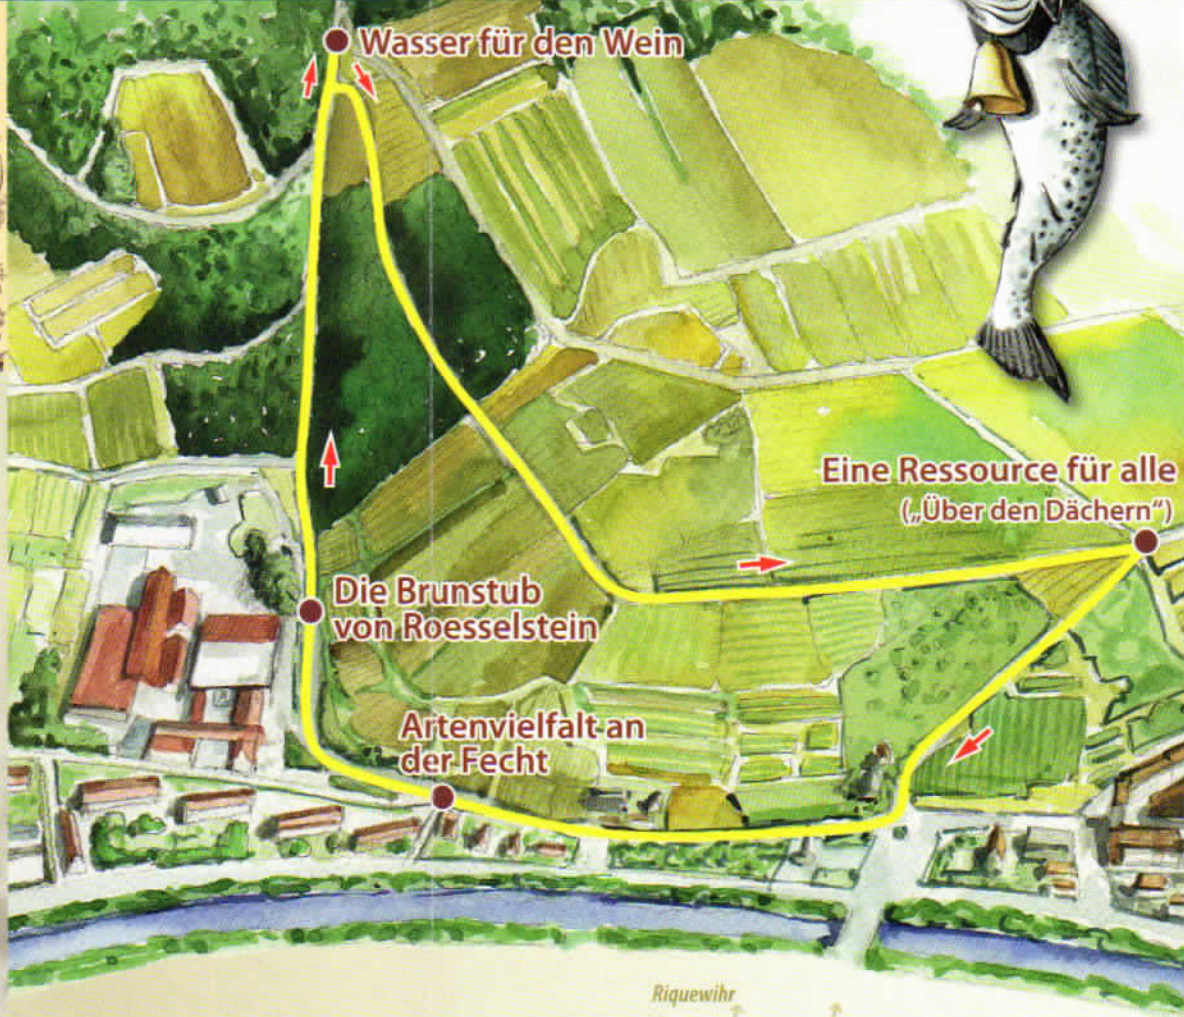 Wasser für den Wein
Eine Ressource für alle
(„Über den Dächern“)
Die Brunstub
von Roesselstein
Artenvielfalt an
der Fecht
Riquewihr